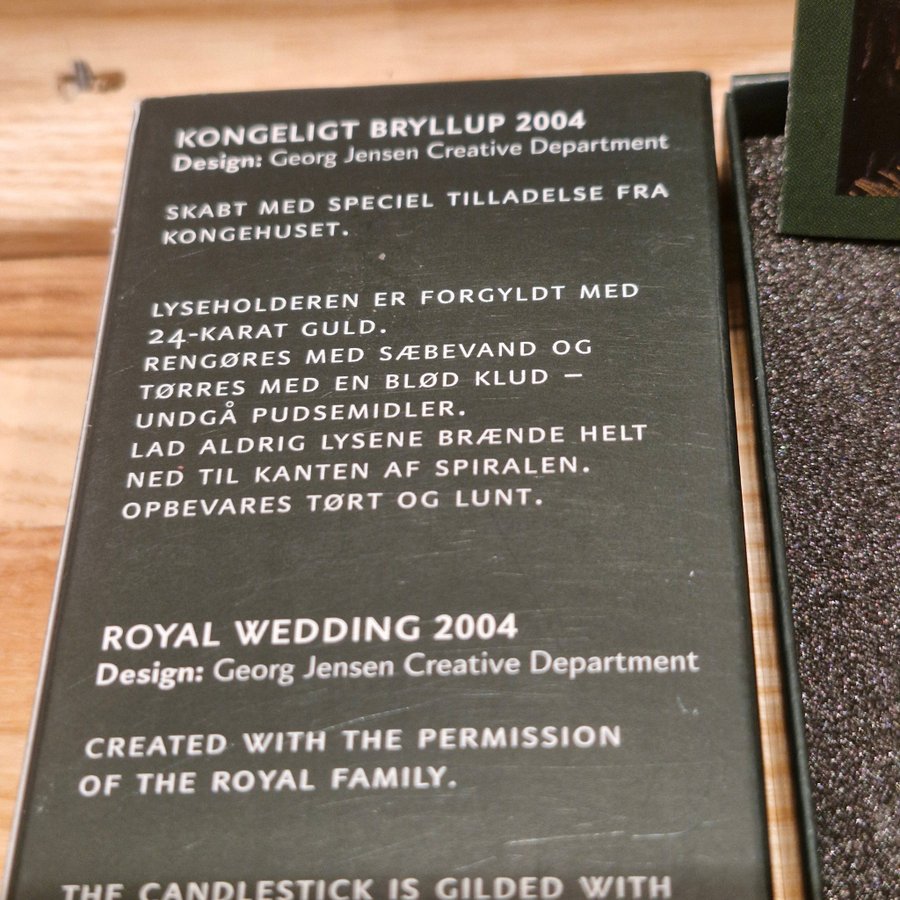 KONGELIGT BRYLLUP 2004
Design: Georg Jensen Creative Department
SKABT MED SPECIEL TILLADELSE FRA
KONGEHUSET.
LYSEHOLDEREN ER FORGYLDT MED
24-KARAT GULD.
RENGØRES MED SÆBEVAND OG
TØRRES MED EN BLØD KLUD –
UNDGÅ PUDSEMIDLER.
LAD ALDRIG LYSENE BRÆNDE HELT
NED TIL KANTEN AF SPIRALEN.
OPBEVARES TØRT OG LUNT.
ROYAL WEDDING 2004
Design: Georg Jensen Creative Department
CREATED WITH THE PERMISSION
OF THE ROYAL FAMILY.
THE CANDLESTICK IS GILDED WITH